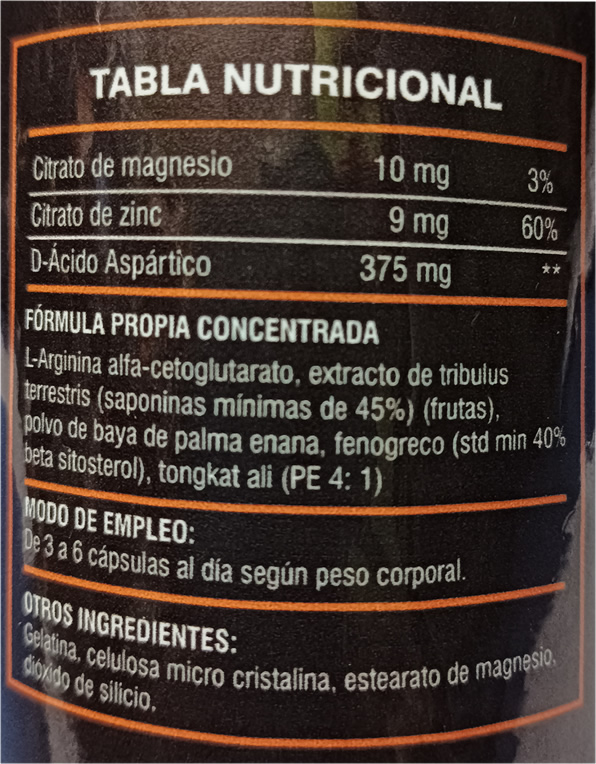 TABLA NUTRICIONAL
Citrato de magnesio 10 mg 3%
Citrato de zinc 9 mg 60%
D-Ácido Aspártico 375 mg **
FÓRMULA PROPIA CONCENTRADA
L-Arginina alfa-cetoglutarato, extracto de tribulus
terrestris (saponinas mínimas de 45%) (frutas),
polvo de baya de palma enana, fenogreco (std min 40%
beta sitosterol), tongkat ali (PE 4: 1)
MODO DE EMPLEO:
De 3 a 6 cápsulas al día según peso corporal.
OTROS INGREDIENTES:
Gelatina, celulosa micro cristalina, estearato de magnesio,
dióxido de silicio.